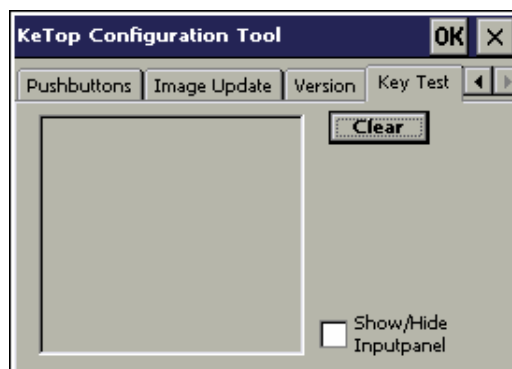 KeTop Configuration Tool OK ×
Pushbuttons Image Update Version Key Test
Clear
Show/Hide
Inputpanel